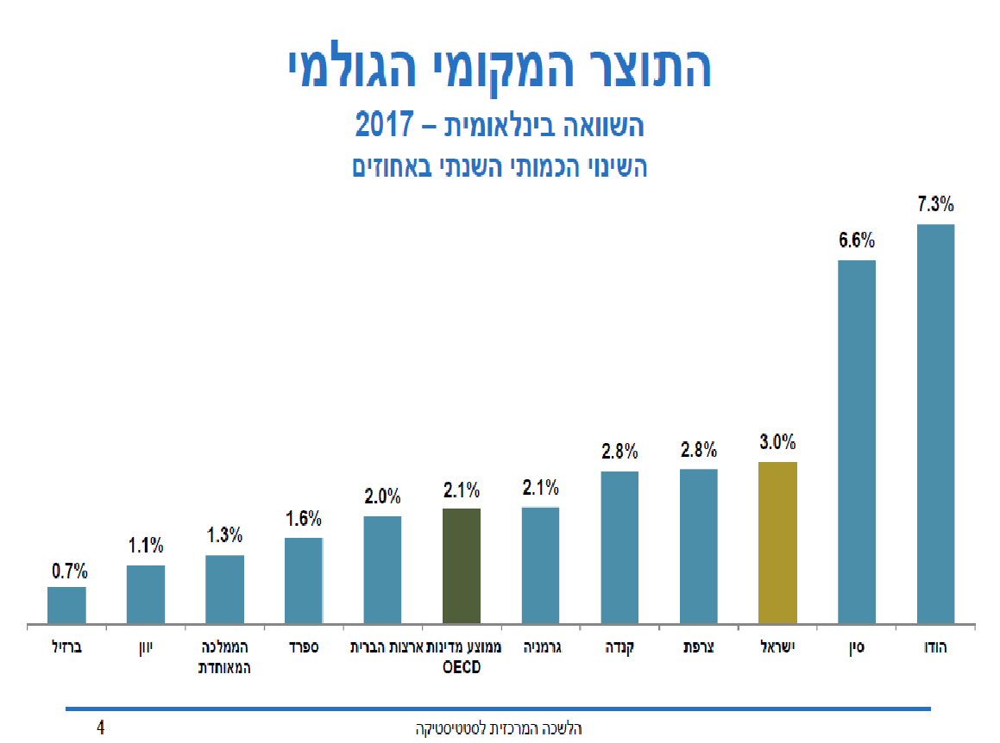 התוצר המקומי הגולמי
השוואה בינלאומית – 2017
השינוי הכמותי השנתי באחוזים
7.3%
6.6%
3.0%
2.8%
2.8%
2.1%
2.1%
2.0%
1.6%
1.3%
1.1%
0.7%
הודו
סין
ישראל
צרפת
קנדה
גרמניה
ממוצע מדינות
OECD
ארצות הברית
ספרד
הממלכה
המאוחדת
יוון
ברזיל
הלשכה המרכזית לסטטיסטיקה
4